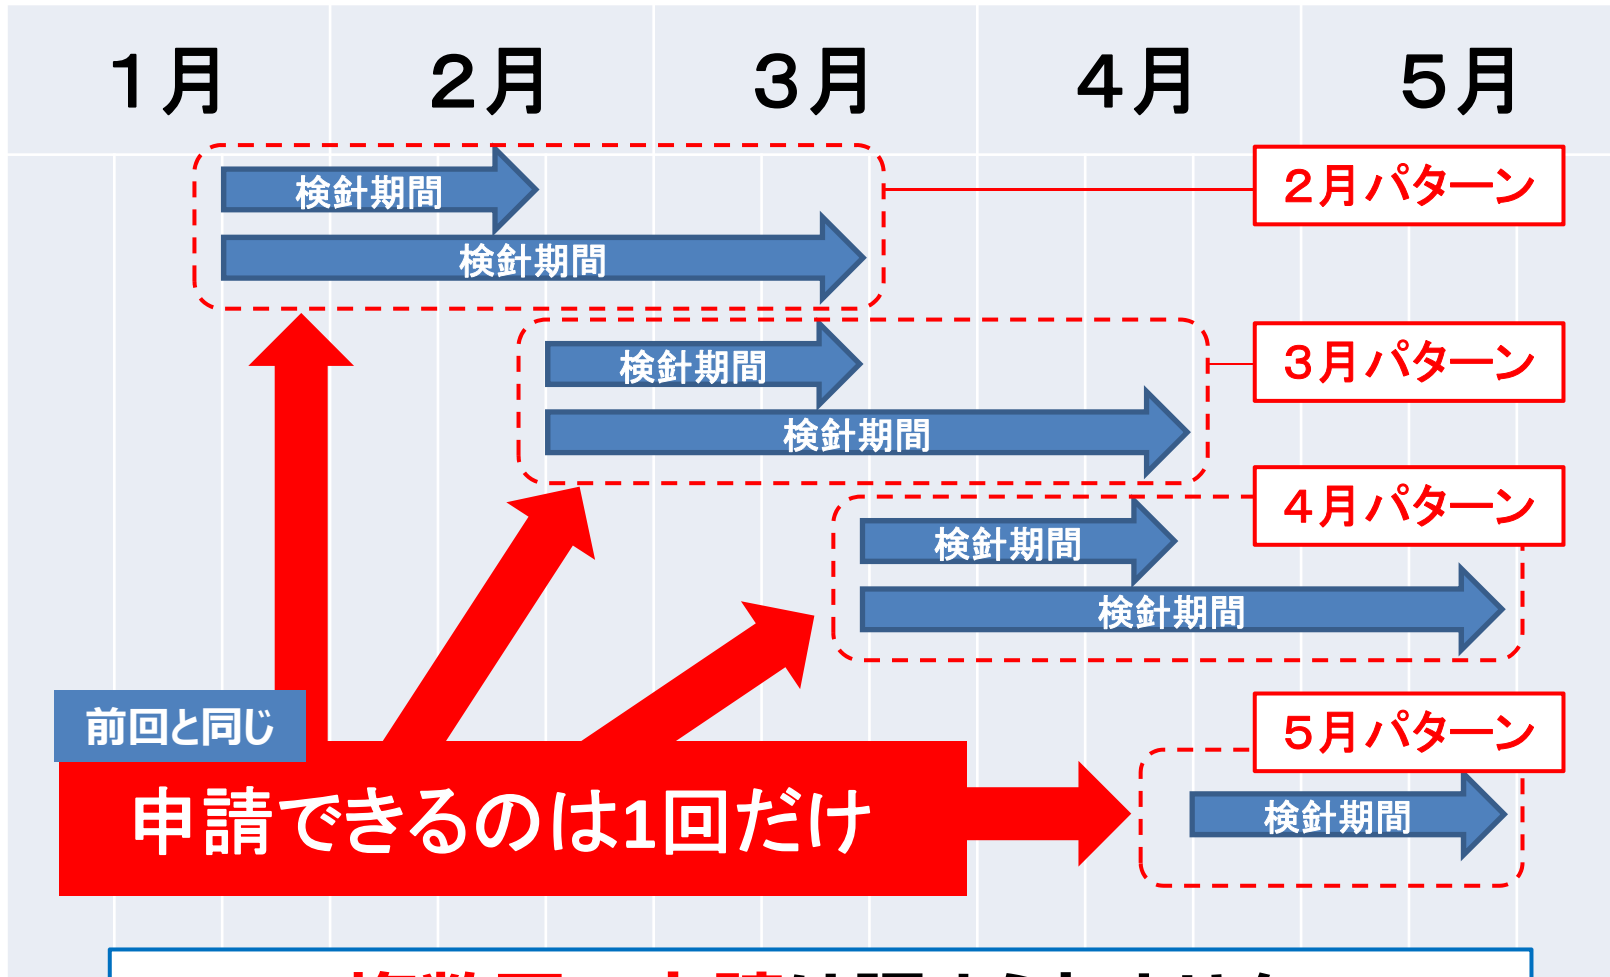 １月 ２月 ３月 ４月 ５月
検針期間
２月パターン
検針期間
検針期間
３月パターン
検針期間
４月パターン
検針期間
検針期間
前回と同じ
５月パターン
申請できるのは1回だけ
検針期間